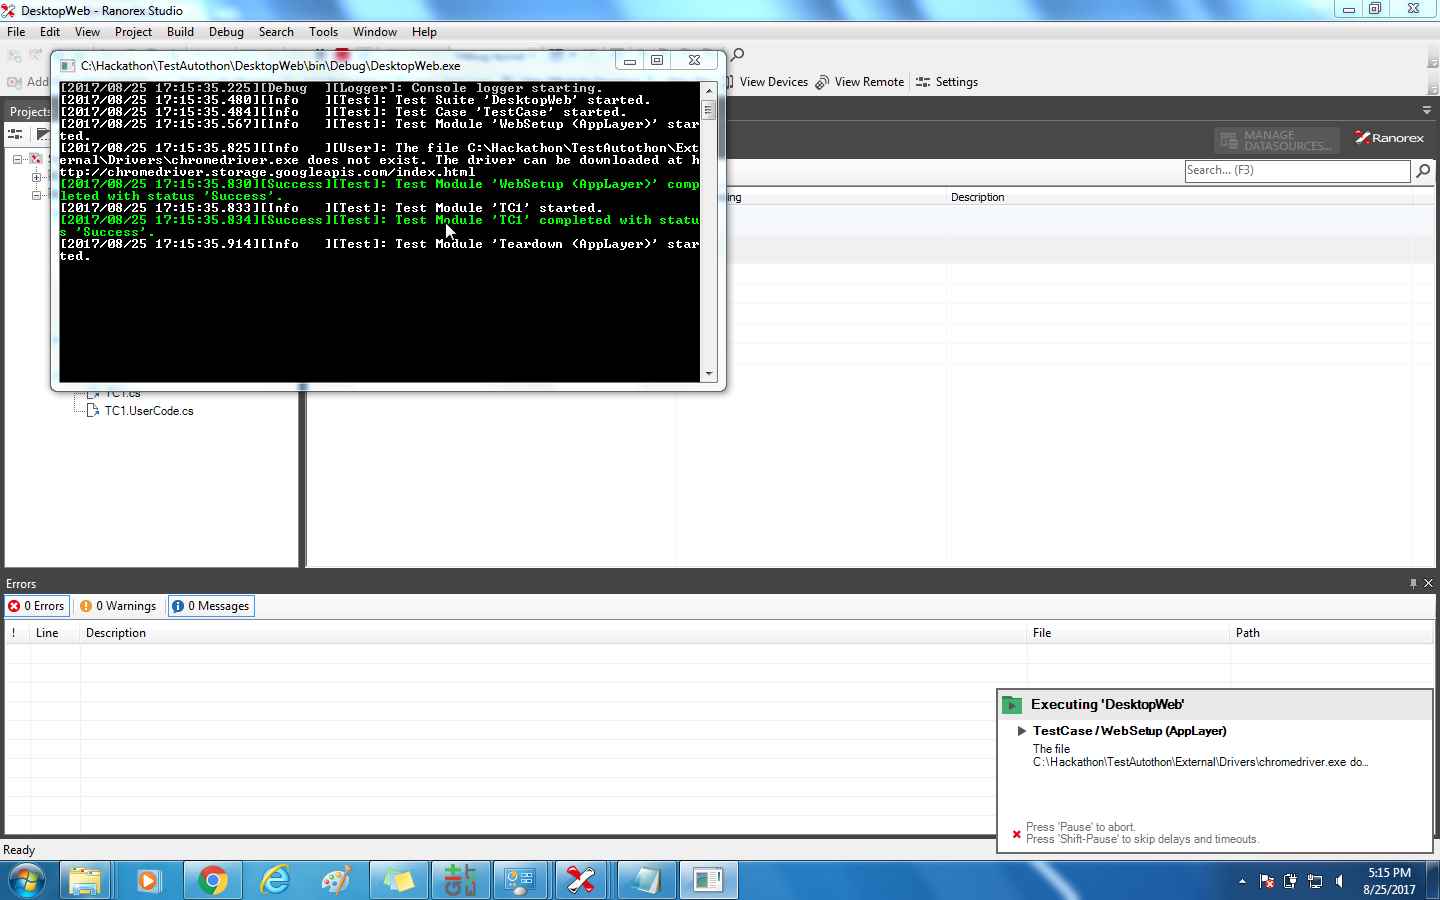 DesktopWeb - Ranorex Studio
File Edit View Project Build Debug Search Tools Window Help
C:\Hackathon\TestAutothon\DesktopWeb\bin\Debug\DesktopWeb.exe
Add
View Devices View Remote Settings
Projects
MANAGE
DATASOURCES...
Ranorex
Search... (F3)
ing
Description
[2017/08/25 17:15:35.225][Debug   ][Logger]: Console logger starting.
[2017/08/25 17:15:35.480][Info    ][Test]: Test Suite 'DesktopWeb' started.
[2017/08/25 17:15:35.484][Info    ][Test]: Test Case 'TestCase' started.
[2017/08/25 17:15:35.567][Info    ][Test]: Test Module 'WebSetup (AppLayer)' star
ted.
[2017/08/25 17:15:35.825][Info    ][User]: The file C:\Hackathon\TestAutothon\Ext
ernal\Drivers\chromedriver.exe does not exist. The driver can be downloaded at h
ttp://chromedriver.storage.googleapis.com/index.html
[2017/08/25 17:15:35.830][Success][Test]: Test Module 'WebSetup (AppLayer)' comp
leted with status 'Success'.
[2017/08/25 17:15:35.833][Info    ][Test]: Test Module 'TC1' started.
[2017/08/25 17:15:35.834][Success][Test]: Test Module 'TC1' completed with statu
s 'Success'.
[2017/08/25 17:15:35.914][Info    ][Test]: Test Module 'Teardown (AppLayer)' star
ted.
TC1.cs
TC1.UserCode.cs
Errors
0 Errors 0 Warnings 0 Messages
! Line Description File Path
Executing 'DesktopWeb'
TestCase / WebSetup (AppLayer)
The file
C:\Hackathon\TestAutothon\External\Drivers\chromedriver.exe do...
Press 'Pause' to abort.
Press 'Shift-Pause' to skip delays and timeouts.
Ready
5:15 PM
8/25/2017